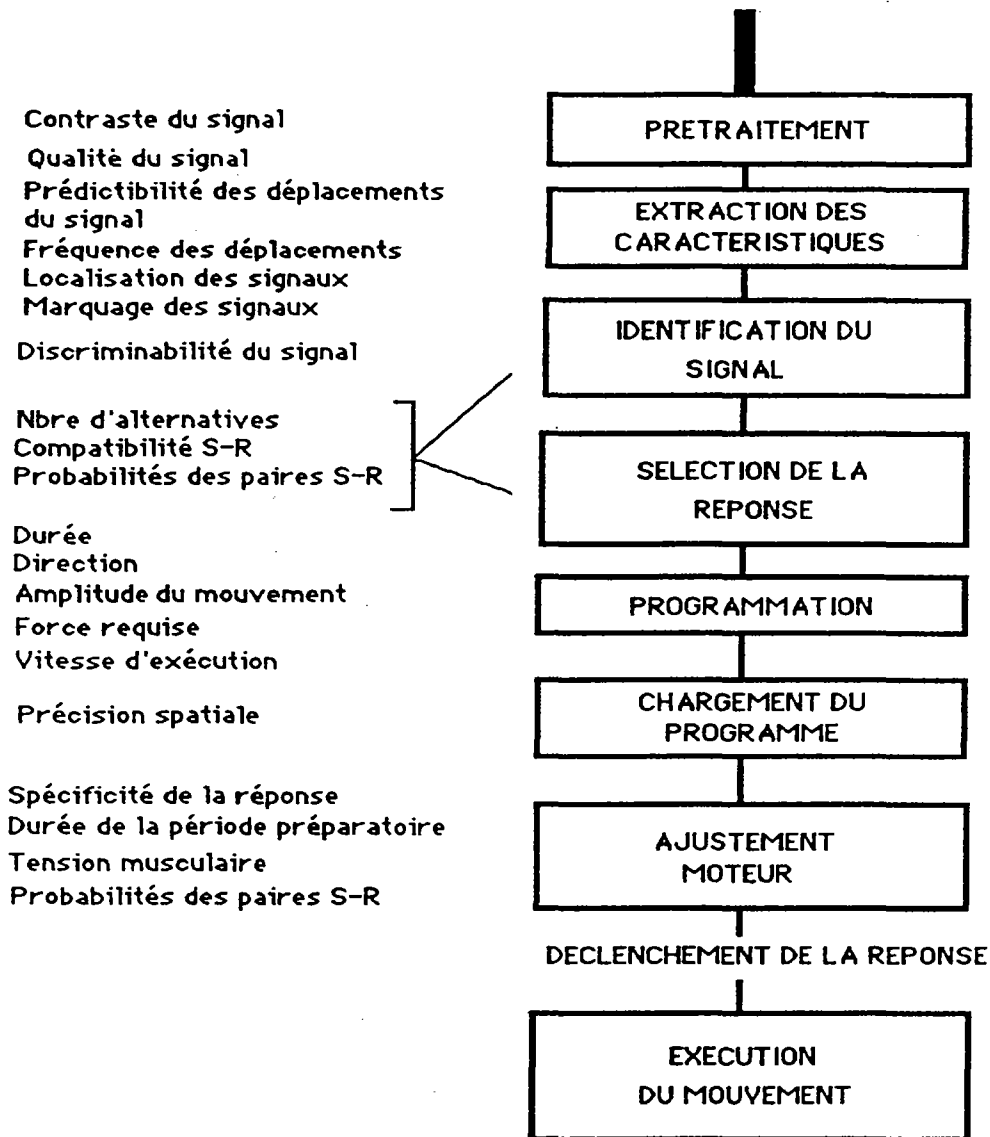 Contraste du signal
Qualité du signal
Prédictibilité des déplacements
du signal
Fréquence des déplacements
Localisation des signaux
Marquage des signaux
Discriminabilité du signal
Nbre d'alternatives
Compatibilité S-R
Probabilités des paires S-R
Durée
Direction
Amplitude du mouvement
Force requise
Vitesse d'exécution
Précision spatiale
Spécificité de la réponse
Durée de la période préparatoire
Tension musculaire
Probabilités des paires S-R
PRETRAITEMENT
EXTRACTION DES
CARACTERISTIQUES
IDENTIFICATION DU
SIGNAL
SELECTION DE LA
REPONSE
PROGRAMMATION
CHARGEMENT DU
PROGRAMME
AJUSTEMENT
MOTEUR
DECLENCHEMENT DE LA REPONSE
EXECUTION
DU MOUVEMENT